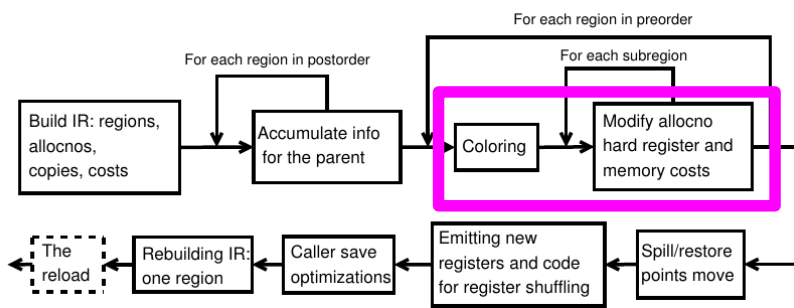 For each region in preorder
For each region in postorder
For each subregion
Build IR: regions,
allocnos,
copies, costs
Accumulate info
for the parent
Coloring
Modify allocno
hard register and
memory costs
The
reload
Rebuilding IR:
one region
Caller save
optimizations
Emitting new
registers and code
for register shuffling
Spill/restore
points move